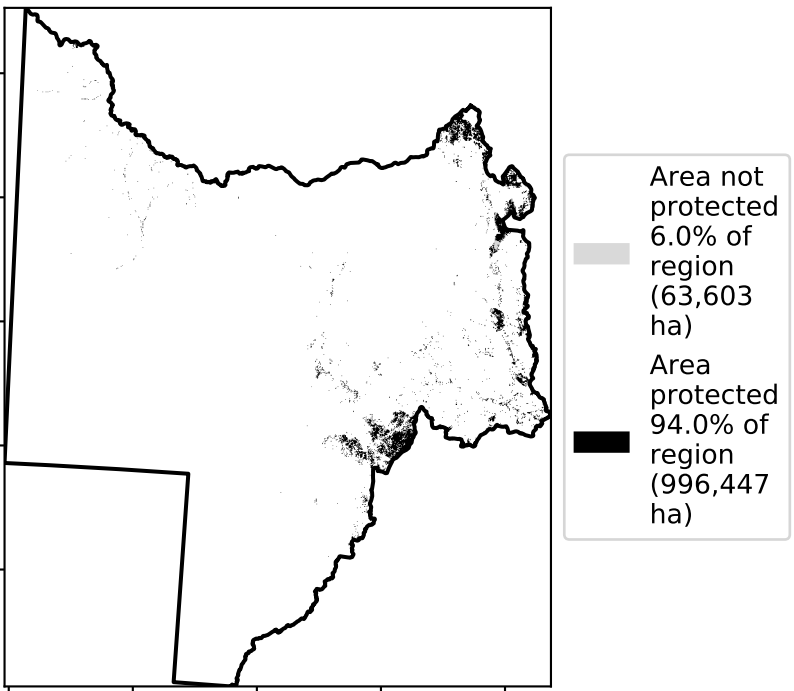 Area not
protected
6.0% of
region
(63,603
ha)
Area
protected
94.0% of
region
(996,447
ha)